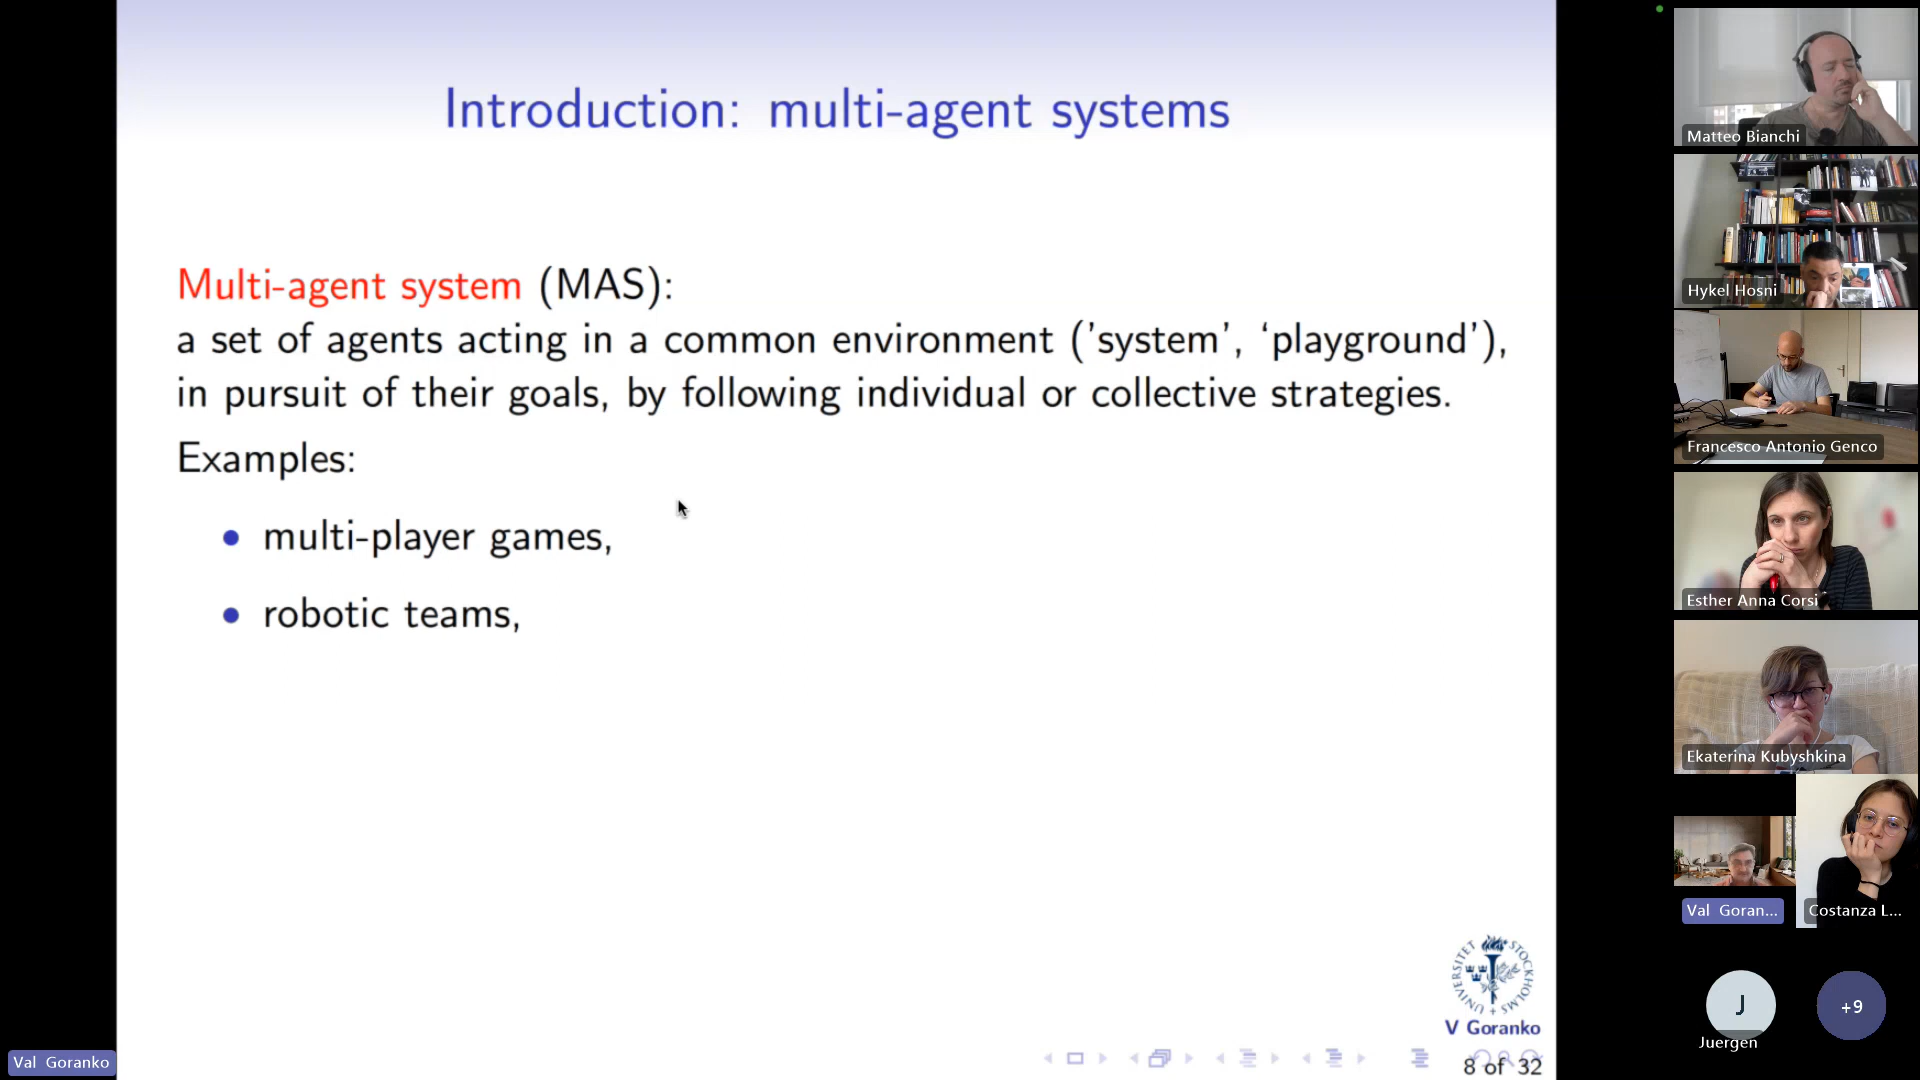 Introduction: multi-agent systems
Multi-agent system (MAS):
a set of agents acting in a common environment ('system', ‘playground’),
in pursuit of their goals, by following individual or collective strategies.
Examples:
• multi-player games,
• robotic teams,
STOCKHOLMS UNIVERSITET
V Goranko
8 of 32
Val Goranko
Matteo Bianchi
Hykel Hosni
Francesco Antonio Genco
Esther Anna Corsi
Ekaterina Kubyshkina
Val Goran...
Costanza L...
J
Juergen
+9